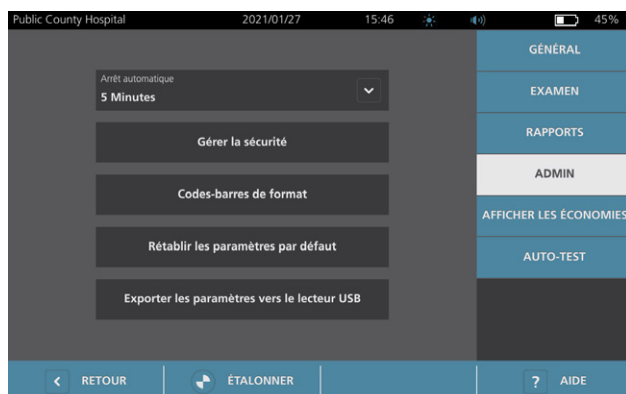 Public County Hospital 2021/01/27 15:46 45%
GÉNÉRAL
Arrêt automatique
5 Minutes
EXAMEN
Gérer la sécurité
RAPPORTS
Codes-barres de format
ADMIN
AFFICHER LES ÉCONOMIES
Rétablir les paramètres par défaut
AUTO-TEST
Exporter les paramètres vers le lecteur USB
RETOUR
ÉTALONNER
? AIDE